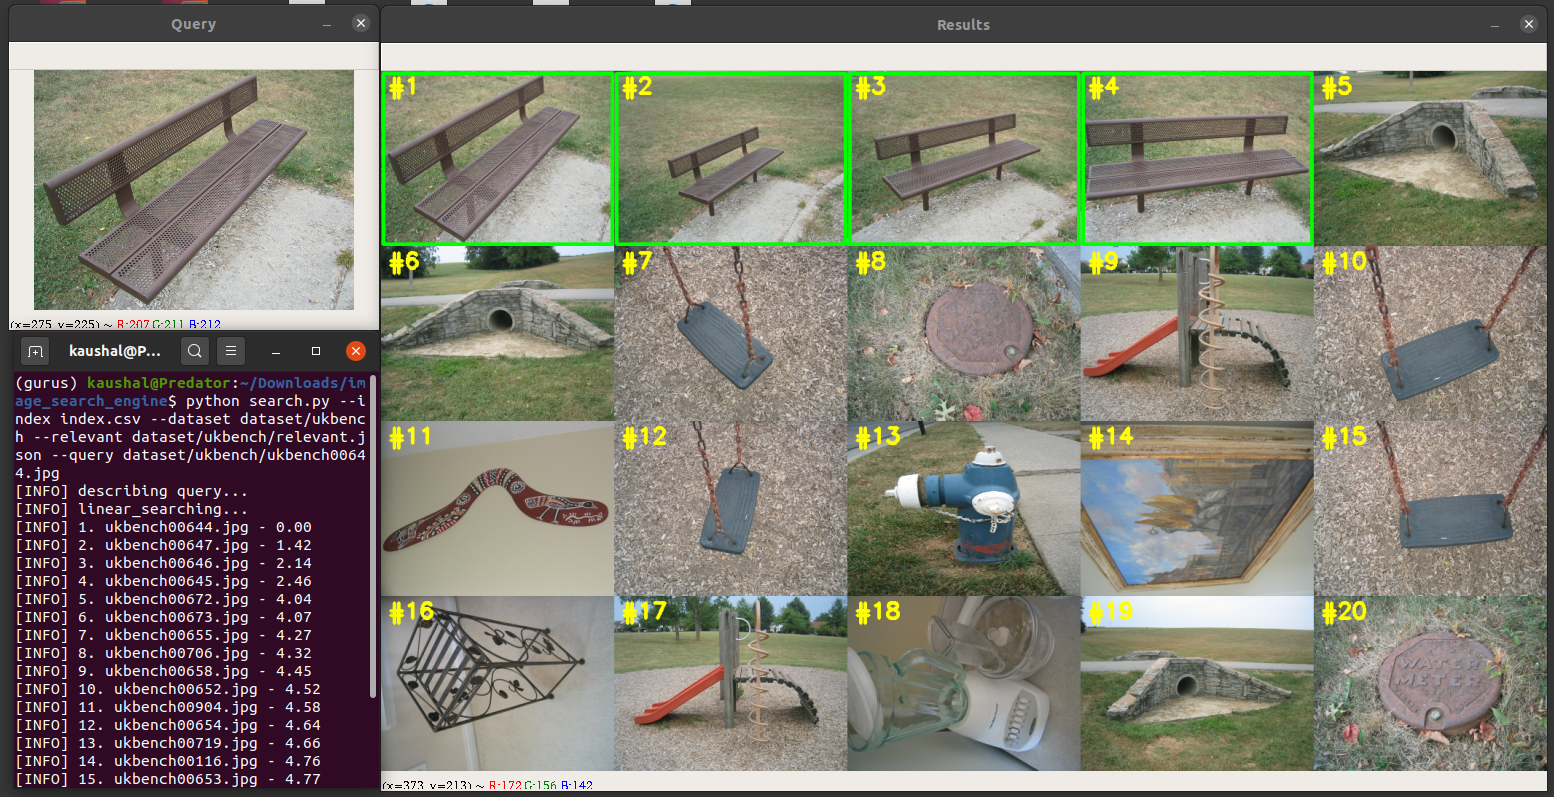 Query
Results
#1 #2 #3 #4 #5
#6 #7 #8 #9 #10
#11 #12 #13 #14 #15
#16 #17 #18 #19 #20
WATER
METER
(x=275, y=225) ~ R:207 G:211 B:212
kaushal@P...
(gurus) kaushal@Predator:~/Downloads/im
age_search_engine$ python search.py --i
ndex index.csv --dataset dataset/ukbenc
h --relevant dataset/ukbench/relevant.j
son --query dataset/ukbench/ukbench0064
4.jpg
[INFO] describing query...
[INFO] linear_searching...
[INFO] 1. ukbench00644.jpg - 0.00
[INFO] 2. ukbench00647.jpg - 1.42
[INFO] 3. ukbench00646.jpg - 2.14
[INFO] 4. ukbench00645.jpg - 2.46
[INFO] 5. ukbench00672.jpg - 4.04
[INFO] 6. ukbench00673.jpg - 4.07
[INFO] 7. ukbench00655.jpg - 4.27
[INFO] 8. ukbench00706.jpg - 4.32
[INFO] 9. ukbench00658.jpg - 4.45
[INFO] 10. ukbench00652.jpg - 4.52
[INFO] 11. ukbench00904.jpg - 4.58
[INFO] 12. ukbench00654.jpg - 4.64
[INFO] 13. ukbench00719.jpg - 4.66
[INFO] 14. ukbench00116.jpg - 4.76
[INFO] 15. ukbench00653.jpg - 4.77
(x=373, y=213) ~ R:172 G:156 B:142